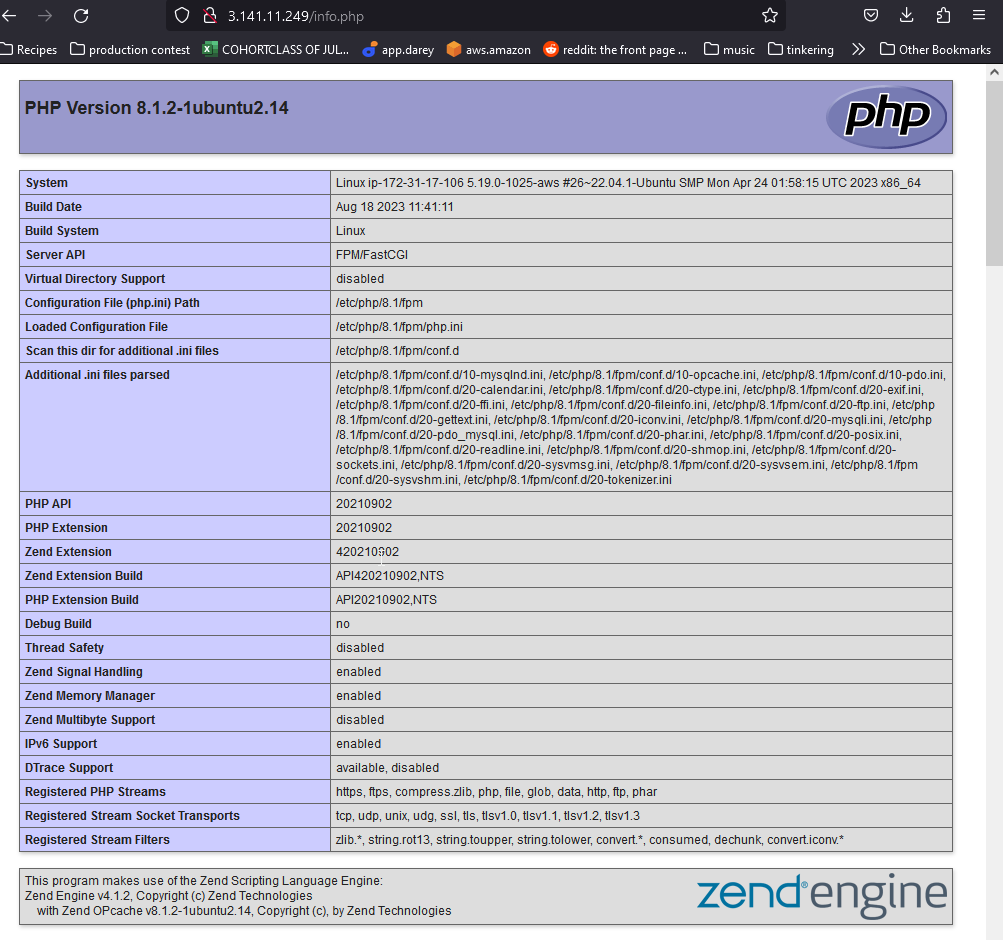 3.141.11.249/info.php
Recipes production contest COHORTCLASS OF JUL... app.darey aws.amazon reddit: the front page ... music tinkering Other Bookmarks
PHP Version 8.1.2-1ubuntu2.14
php
System Linux ip-172-31-17-106 5.19.0-1025-aws #26~22.04.1-Ubuntu SMP Mon Apr 24 01:58:15 UTC 2023 x86_64
Build Date Aug 18 2023 11:41:11
Build System Linux
Server API FPM/FastCGI
Virtual Directory Support disabled
Configuration File (php.ini) Path /etc/php/8.1/fpm
Loaded Configuration File /etc/php/8.1/fpm/php.ini
Scan this dir for additional .ini files /etc/php/8.1/fpm/conf.d
Additional .ini files parsed /etc/php/8.1/fpm/conf.d/10-mysqlnd.ini, /etc/php/8.1/fpm/conf.d/10-opcache.ini, /etc/php/8.1/fpm/conf.d/10-pdo.ini,
/etc/php/8.1/fpm/conf.d/20-calendar.ini, /etc/php/8.1/fpm/conf.d/20-ctype.ini, /etc/php/8.1/fpm/conf.d/20-exif.ini,
/etc/php/8.1/fpm/conf.d/20-ffi.ini, /etc/php/8.1/fpm/conf.d/20-fileinfo.ini, /etc/php/8.1/fpm/conf.d/20-ftp.ini, /etc/php
/8.1/fpm/conf.d/20-gettext.ini, /etc/php/8.1/fpm/conf.d/20-iconv.ini, /etc/php/8.1/fpm/conf.d/20-mysqli.ini, /etc/php
/8.1/fpm/conf.d/20-pdo_mysql.ini, /etc/php/8.1/fpm/conf.d/20-phar.ini, /etc/php/8.1/fpm/conf.d/20-posix.ini,
/etc/php/8.1/fpm/conf.d/20-readline.ini, /etc/php/8.1/fpm/conf.d/20-shmop.ini, /etc/php/8.1/fpm/conf.d/20-
sockets.ini, /etc/php/8.1/fpm/conf.d/20-sysvmsg.ini, /etc/php/8.1/fpm/conf.d/20-sysvsem.ini, /etc/php/8.1/fpm
/conf.d/20-sysvshm.ini, /etc/php/8.1/fpm/conf.d/20-tokenizer.ini
PHP API 20210902
PHP Extension 20210902
Zend Extension 420210902
Zend Extension Build API420210902,NTS
PHP Extension Build API20210902,NTS
Debug Build no
Thread Safety disabled
Zend Signal Handling enabled
Zend Memory Manager enabled
Zend Multibyte Support disabled
IPv6 Support enabled
DTrace Support available, disabled
Registered PHP Streams https, ftps, compress.zlib, php, file, glob, data, http, ftp, phar
Registered Stream Socket Transports tcp, udp, unix, udg, ssl, tls, tlsv1.0, tlsv1.1, tlsv1.2, tlsv1.3
Registered Stream Filters zlib.*, string.rot13, string.toupper, string.tolower, convert.*, consumed, dechunk, convert.iconv.*
This program makes use of the Zend Scripting Language Engine:
Zend Engine v4.1.2, Copyright (c) Zend Technologies
with Zend OPcache v8.1.2-1ubuntu2.14, Copyright (c), by Zend Technologies
zend® engine